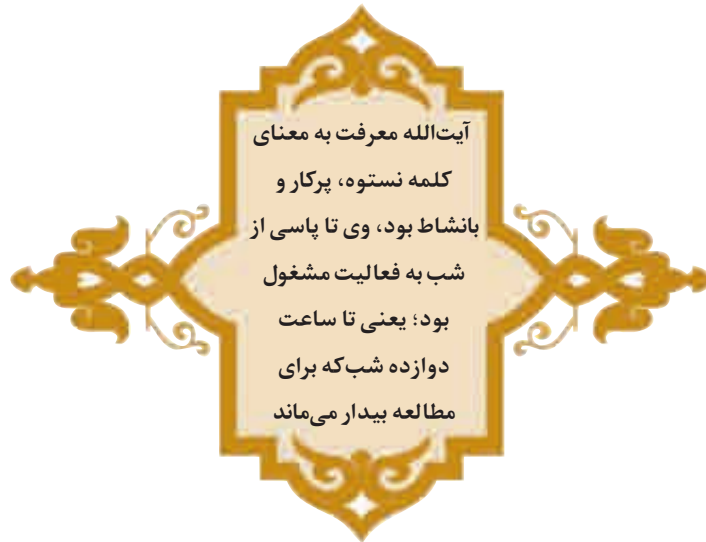 آیت‌الله معرفت به معنای
کلمه نستوه، پرکار و
بانشاط بود، وی تا پاسی از
شب به فعالیت مشغول
بود؛ یعنی تا ساعت
دوازده شب‌که برای
مطالعه بیدار می‌ماند